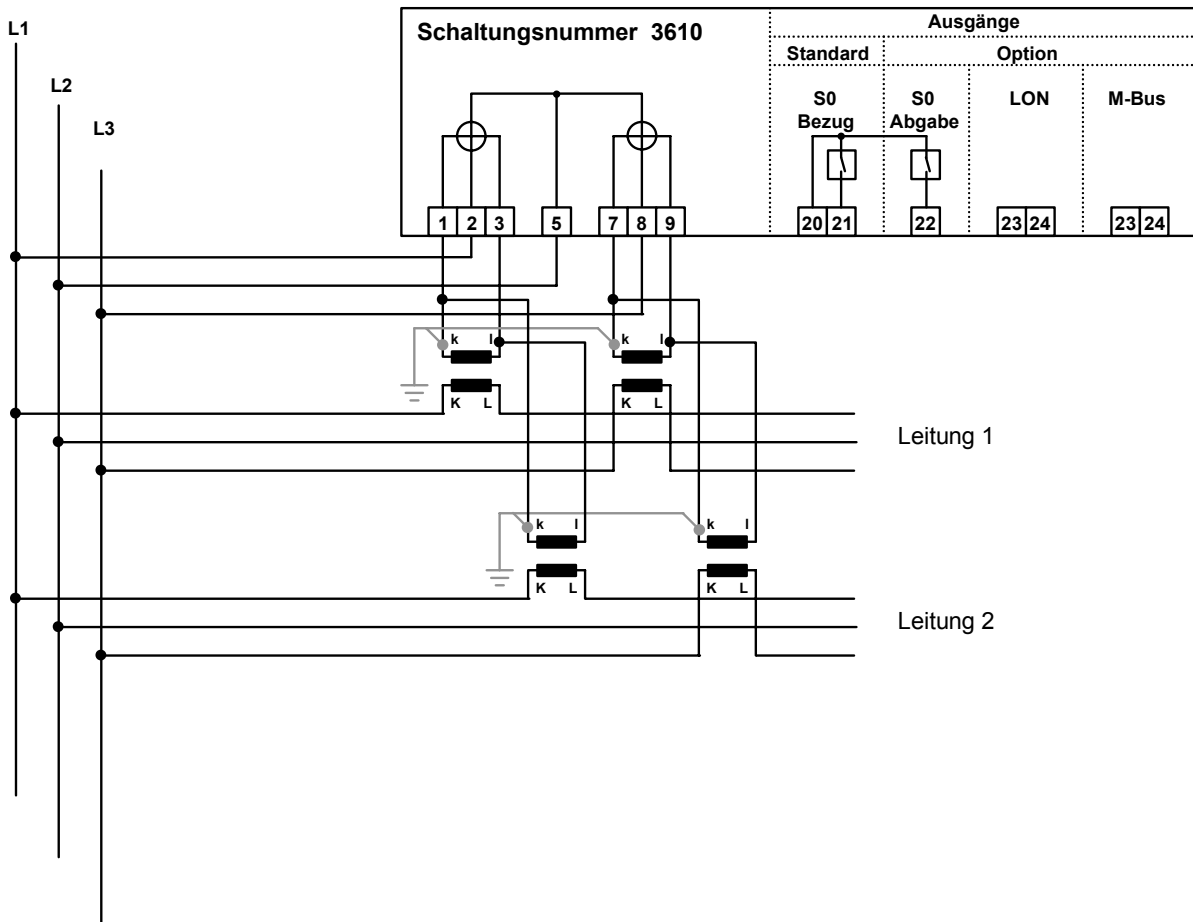 L1
L2
L3
Schaltungsnummer 3610
Ausgänge
Standard
Option
S0
Bezug
S0
Abgabe
LON
M-Bus
1 2 3 5 7 8 9
20 21 22 23 24 23 24
k l k l
K L K L
Leitung 1
k l k l
K L K L
Leitung 2